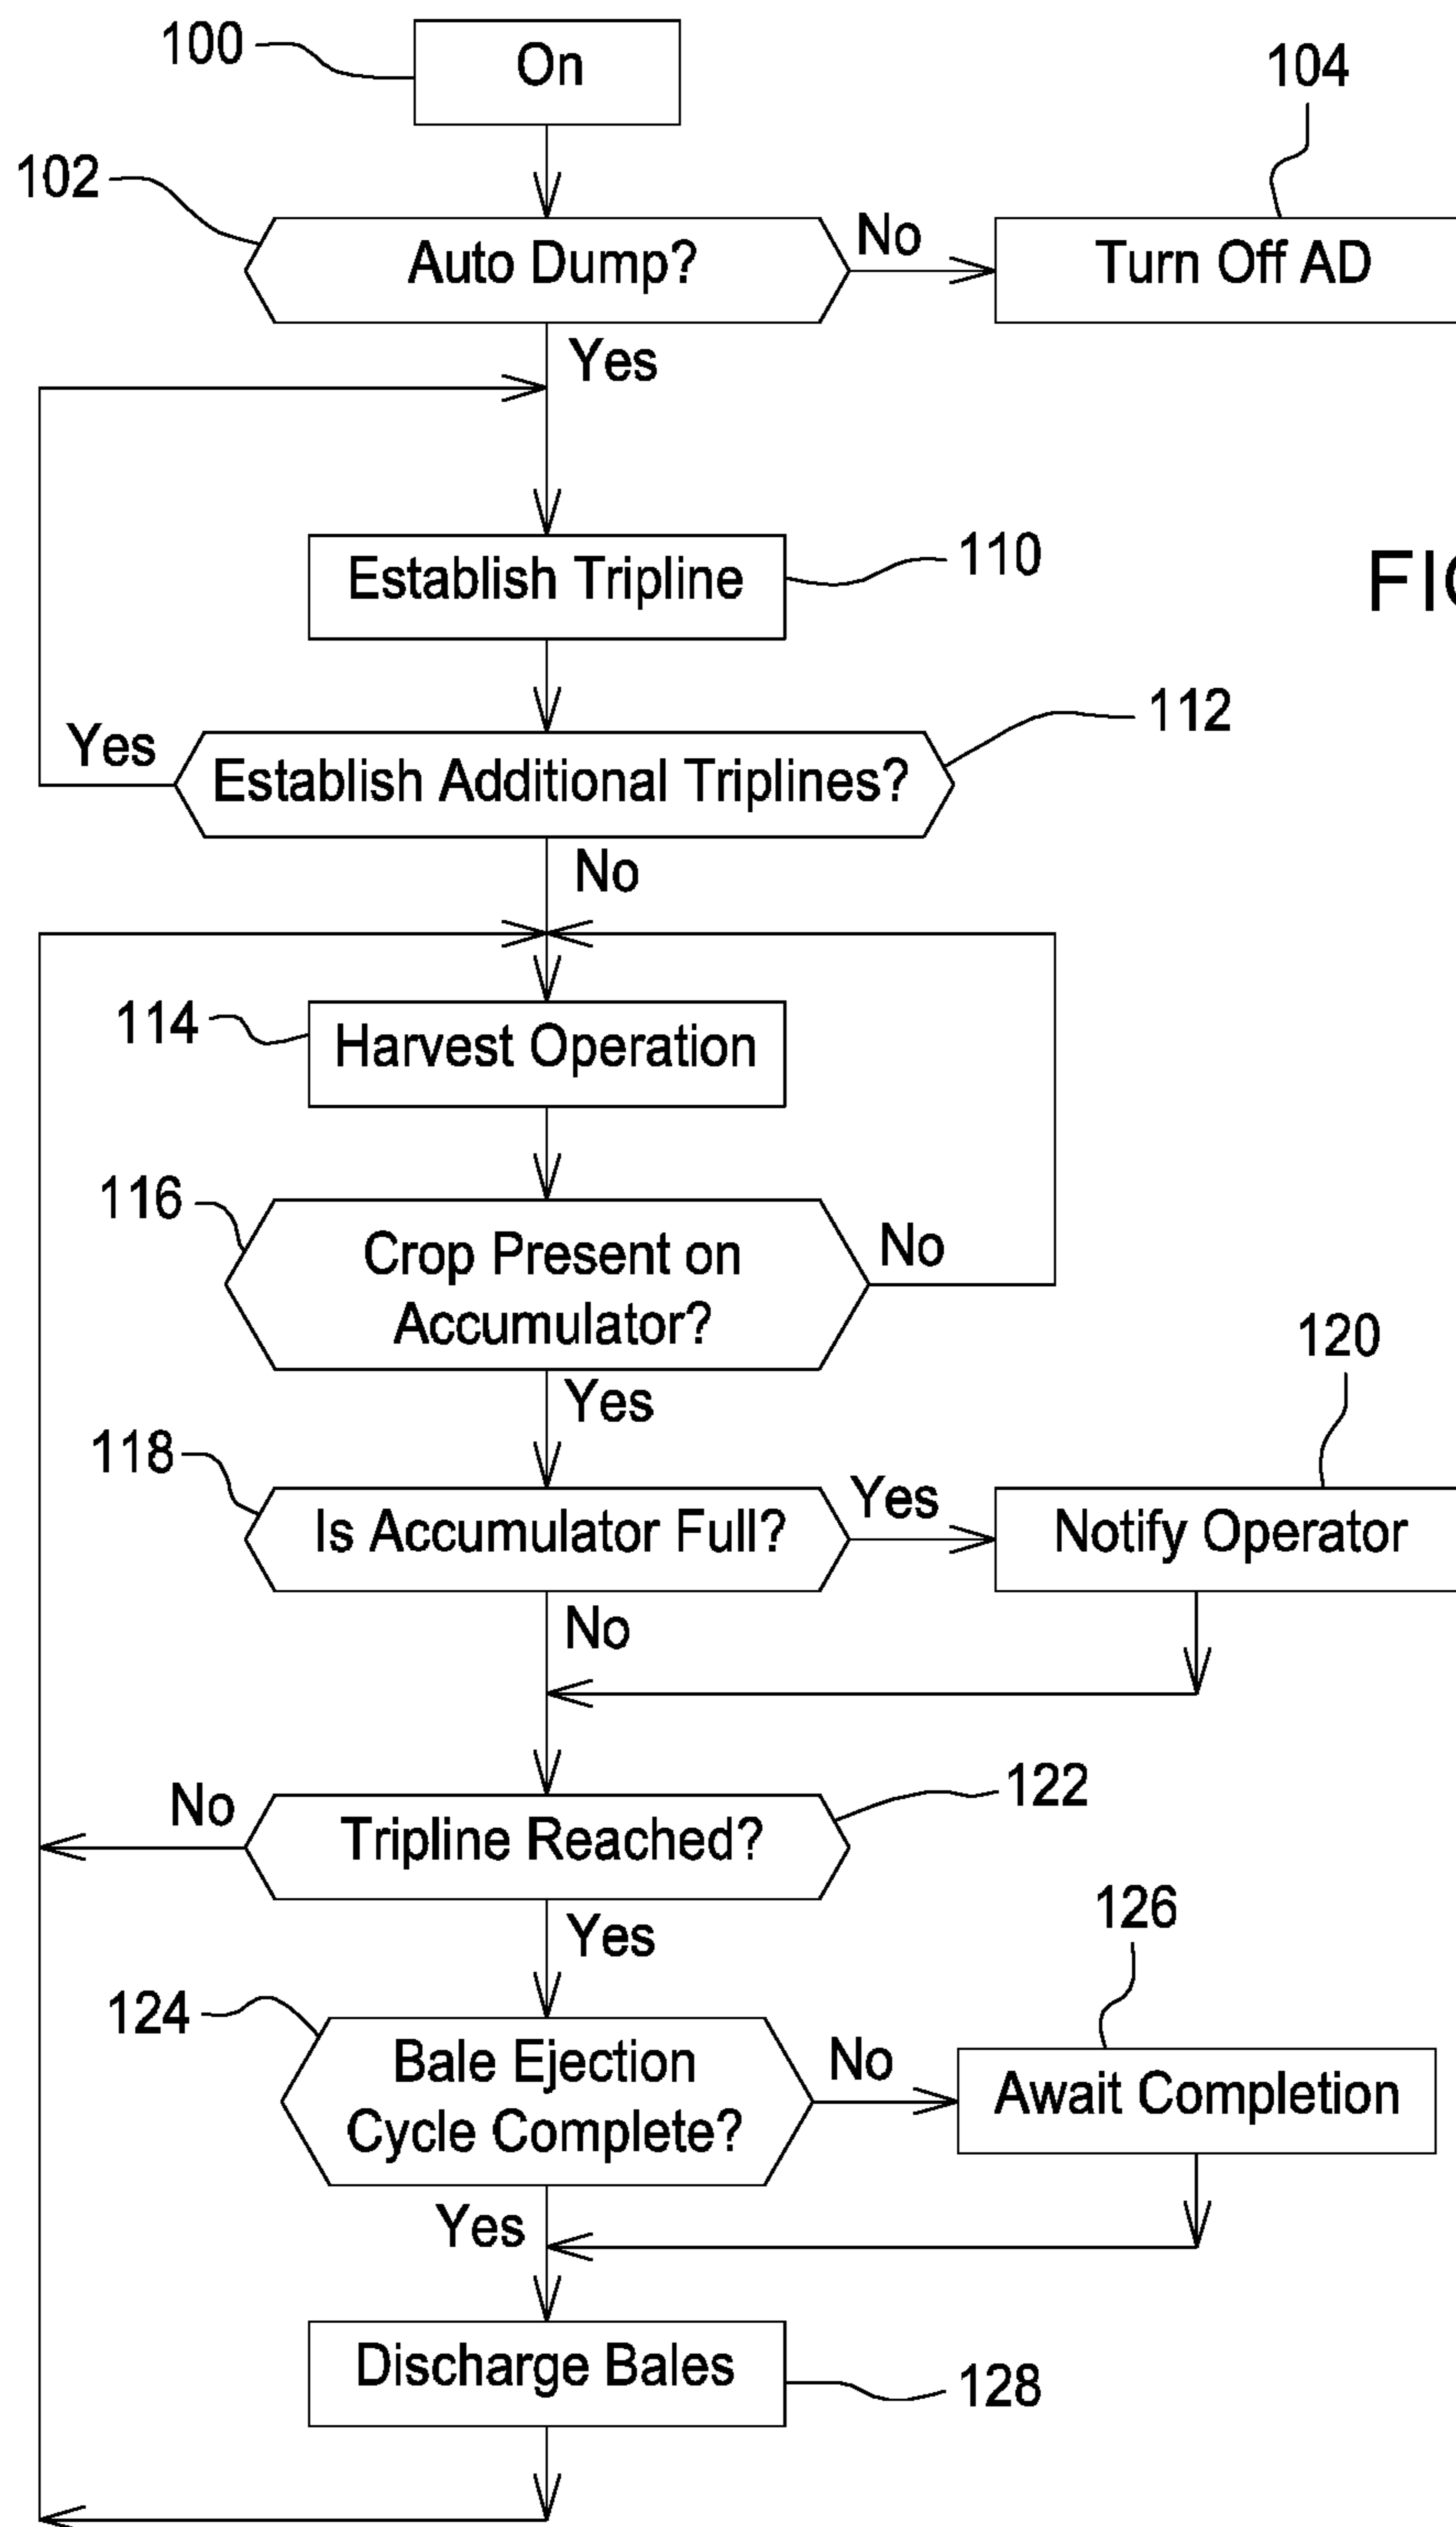 100
On
104
102
Auto Dump?
No
Turn Off AD
Yes
Establish Tripline
110
FIG
112
Yes
Establish Additional Triplines?
No
114
Harvest Operation
116
Crop Present on
Accumulator?
No
Yes
120
118
Is Accumulator Full?
Yes
Notify Operator
No
122
No
Tripline Reached?
Yes
126
124
Bale Ejection
Cycle Complete?
No
Await Completion
Yes
Discharge Bales
128